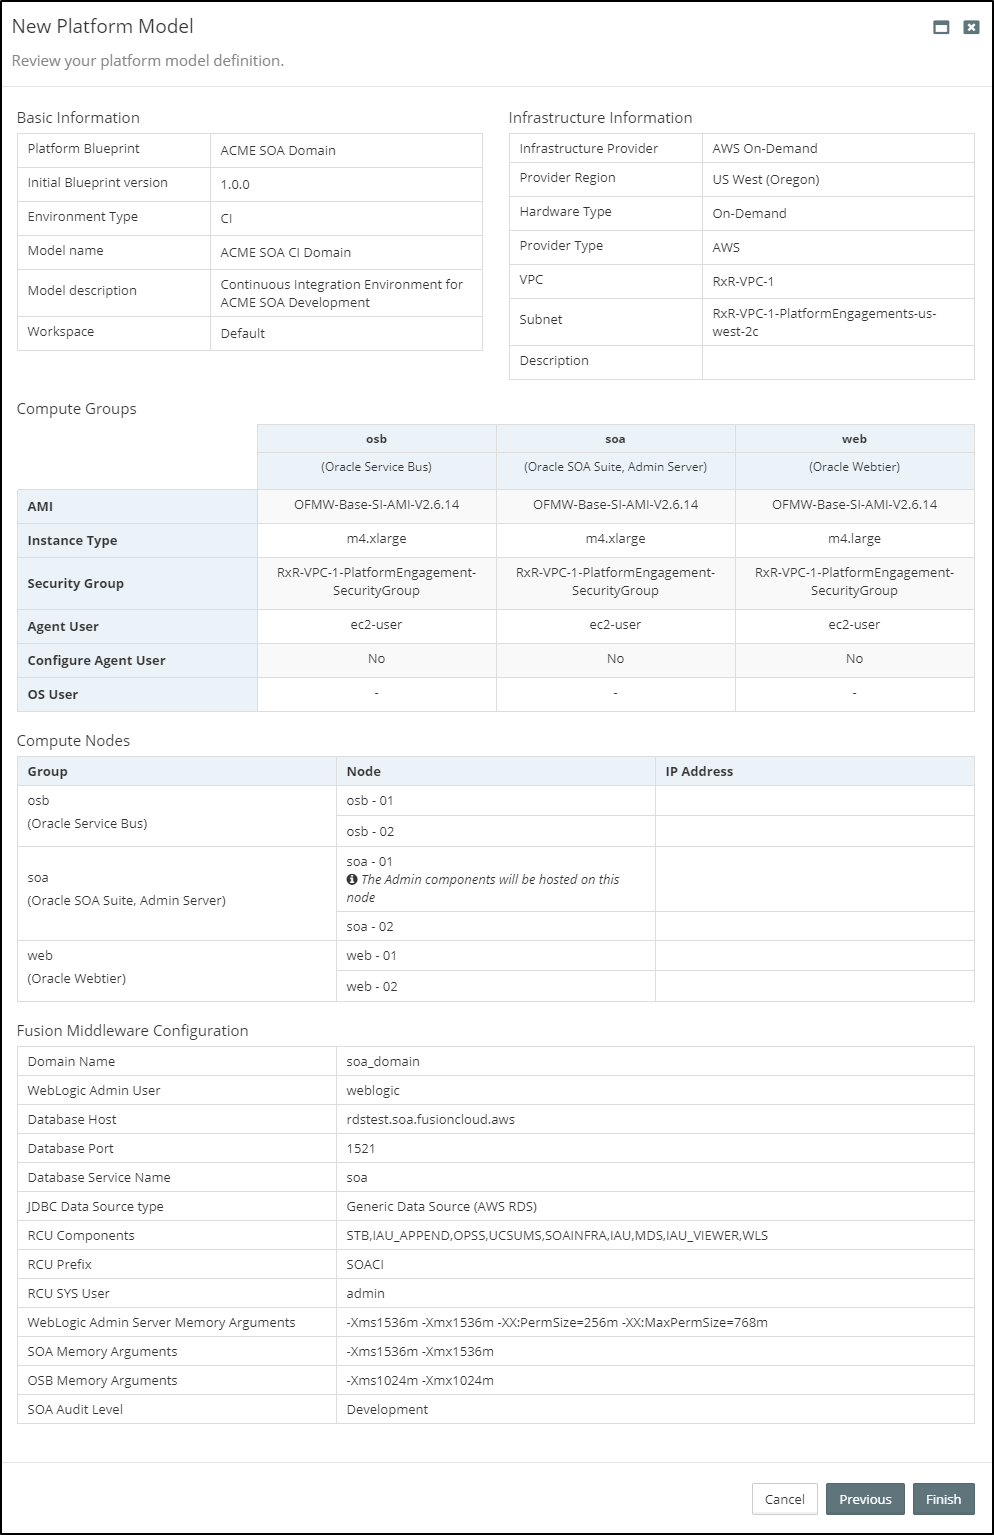 New Platform Model
Review your platform model definition.
Basic Information
Platform Blueprint
ACME SOA Domain
Initial Blueprint version
1.0.0
Environment Type
CI
Model name
ACME SOA CI Domain
Model description
Continuous Integration Environment for
ACME SOA Development
Workspace
Default
Infrastructure Information
Infrastructure Provider
AWS On-Demand
Provider Region
US West (Oregon)
Hardware Type
On-Demand
Provider Type
AWS
VPC
RxR-VPC-1
Subnet
RxR-VPC-1-PlatformEngagements-us-
west-2c
Description
Compute Groups
osb
soa
web
(Oracle Service Bus)
(Oracle SOA Suite, Admin Server)
(Oracle Webtier)
AMI
OFMW-Base-SI-AMI-V2.6.14
OFMW-Base-SI-AMI-V2.6.14
OFMW-Base-SI-AMI-V2.6.14
Instance Type
m4.xlarge
m4.xlarge
m4.large
Security Group
RxR-VPC-1-PlatformEngagement-
SecurityGroup
RxR-VPC-1-PlatformEngagement-
SecurityGroup
RxR-VPC-1-PlatformEngagement-
SecurityGroup
Agent User
ec2-user
ec2-user
ec2-user
Configure Agent User
No
No
No
OS User
-
-
-
Compute Nodes
Group
Node
IP Address
osb
(Oracle Service Bus)
osb - 01
osb - 02
soa
(Oracle SOA Suite, Admin Server)
soa - 01
The Admin components will be hosted on this
node
soa - 02
web
(Oracle Webtier)
web - 01
web - 02
Fusion Middleware Configuration
Domain Name
soa_domain
WebLogic Admin User
weblogic
Database Host
rdstest.soa.fusioncloud.aws
Database Port
1521
Database Service Name
soa
JDBC Data Source type
Generic Data Source (AWS RDS)
RCU Components
STB,IAU_APPEND,OPSS,UCSUMS,SOAINFRA,IAU,MDS,IAU_VIEWER,WLS
RCU Prefix
SOACI
RCU SYS User
admin
WebLogic Admin Server Memory Arguments
-Xms1536m -Xmx1536m -XX:PermSize=256m -XX:MaxPermSize=768m
SOA Memory Arguments
-Xms1536m -Xmx1536m
OSB Memory Arguments
-Xms1024m -Xmx1024m
SOA Audit Level
Development
Cancel
Previous
Finish